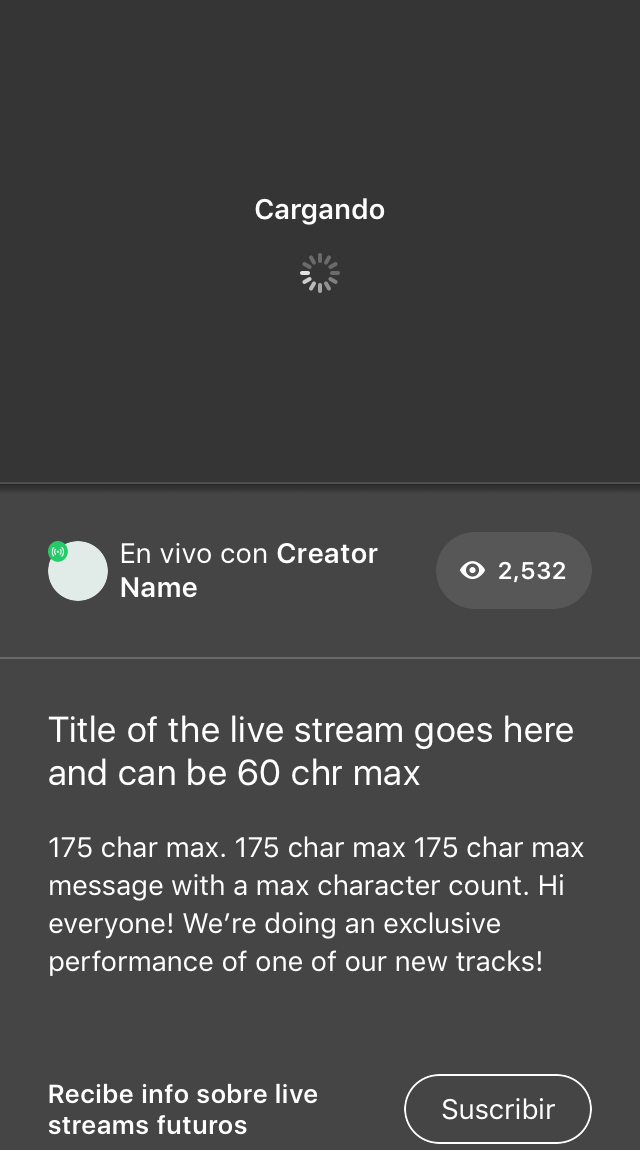 Cargando
En vivo con Creator
Name
2,532
Title of the live stream goes here
and can be 60 chr max
175 char max. 175 char max 175 char max
message with a max character count. Hi
everyone! We’re doing an exclusive
performance of one of our new tracks!
Recibe info sobre live
streams futuros
Suscribir